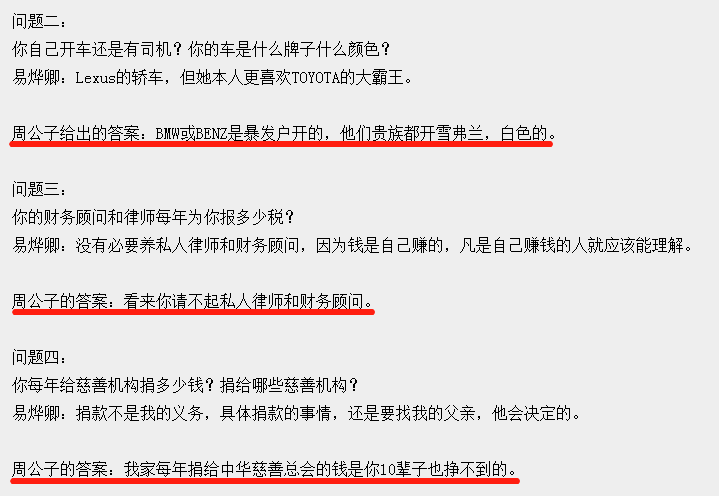 问题二：
你自己开车还是有司机？你的车是什么牌子什么颜色？
易烨卿：Lexus的轿车，但她本人更喜欢TOYOTA的大霸王。
周公子给出的答案：BMW或BENZ是暴发户开的，他们贵族都开雪弗兰，白色的。
问题三：
你的财务顾问和律师每年为你报多少税？
易烨卿：没有必要养私人律师和财务顾问，因为钱是自己赚的，凡是自己赚钱的人就应该能理解。
周公子的答案：看来你请不起私人律师和财务顾问。
问题四：
你每年给慈善机构捐多少钱？捐给哪些慈善机构？
易烨卿：捐款不是我的义务，具体捐款的事情，还是要找我的父亲，他会决定的。
周公子的答案：我家每年捐给中华慈善总会的钱是你10辈子也挣不到的。